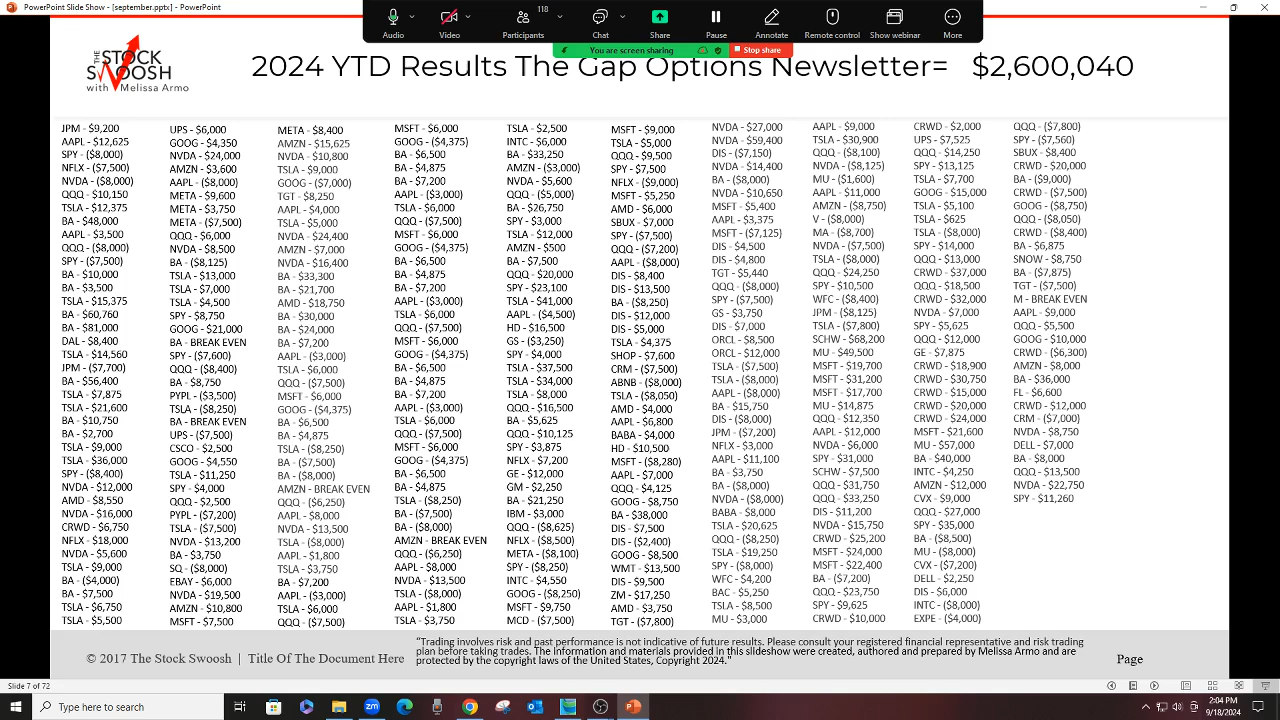 PowerPoint Slide Show - [september.pptx] - PowerPoint
118
Audio
Video
Participants
Chat
Share
Pause
Annotate
Remote control
Show webinar
More
You are screen sharing
Stop share
THE STOCK SWOOSH
with Melissa Armo
2024 YTD Results The Gap Options Newsletter= $2,600,040
JPM - $9,200
AAPL - $12,625
SPY - ($8,000)
NFLX - ($7,500)
NVDA - ($8,000)
QQQ - $10,150
TSLA - $12,375
BA - $48,000
AAPL - $3,500
QQQ - ($8,000)
SPY - ($7,500)
BA - $10,000
BA - $3,500
TSLA - $15,375
BA - $60,760
BA - $81,000
DAL - $8,400
TSLA - $14,560
JPM - ($7,700)
BA - $56,400
TSLA - $7,875
TSLA - $21,600
BA - $10,750
BA - $2,700
TSLA - $9,000
TSLA - $36,000
SPY - ($8,400)
NVDA - $12,000
AMD - $8,550
NVDA - $16,000
CRWD - $6,750
NFLX - $18,000
NVDA - $5,600
TSLA - $9,000
BA - ($4,000)
BA - $7,500
TSLA - $6,750
TSLA - $5,500
UPS - $6,000
GOOG - $4,350
NVDA - $24,000
AMZN - $3,600
AAPL - ($8,000)
META - $9,600
META - $3,750
META - ($7,500)
QQQ - $6,000
NVDA - $8,500
BA - ($8,125)
TSLA - $13,000
TSLA - $7,000
TSLA - $4,500
SPY - $8,750
GOOG - $21,000
BA - BREAK EVEN
SPY - ($7,600)
QQQ - ($8,400)
BA - $8,750
PYPL - ($3,500)
TSLA - ($8,250)
BA - BREAK EVEN
UPS - ($7,500)
CSCO - $2,500
GOOG - $4,550
TSLA - $11,250
SPY - $4,000
QQQ - $2,500
PYPL - ($7,200)
TSLA - ($7,500)
NVDA - $13,200
BA - $3,750
SQ - ($8,000)
EBAY - $6,000
NVDA - $19,500
AMZN - $10,800
MSFT - $7,500
META - $8,400
AMZN - $15,625
NVDA - $10,800
TSLA - $9,000
GOOG - ($7,000)
TGT - $8,250
AAPL - $4,000
TSLA - $5,000
NVDA - $24,400
AMZN - $7,000
NVDA - $16,400
BA - $33,300
BA - $21,700
AMD - $18,750
BA - $30,000
BA - $24,000
BA - $7,200
AAPL - ($3,000)
TSLA - $6,000
QQQ - ($7,500)
MSFT - $6,000
GOOG - ($4,375)
BA - $6,500
BA - $4,875
TSLA - ($8,250)
BA - ($7,500)
BA - ($8,000)
AMZN - BREAK EVEN
QQQ - ($6,250)
AAPL - $8,000
NVDA - $13,500
TSLA - ($8,000)
AAPL - $1,800
TSLA - $3,750
BA - $7,200
AAPL - ($3,000)
TSLA - $6,000
QQQ - ($7,500)
MSFT - $6,000
GOOG - ($4,375)
BA - $6,500
BA - $4,875
BA - $7,200
AAPL - ($3,000)
TSLA - $6,000
QQQ - ($7,500)
MSFT - $6,000
GOOG - ($4,375)
BA - $6,500
BA - $4,875
BA - $7,200
AAPL - ($3,000)
TSLA - $6,000
QQQ - ($7,500)
MSFT - $6,000
GOOG - ($4,375)
BA - $6,500
BA - $4,875
BA - $7,200
AAPL - ($3,000)
TSLA - $6,000
QQQ - ($7,500)
MSFT - $6,000
GOOG - ($4,375)
BA - $6,500
BA - $4,875
TSLA - ($8,250)
BA - ($7,500)
BA - ($8,000)
AMZN - BREAK EVEN
QQQ - ($6,250)
AAPL - $8,000
NVDA - $13,500
TSLA - ($8,000)
AAPL - $1,800
TSLA - $3,750
TSLA - $2,500
INTC - $6,000
BA - $33,250
AMZN - ($3,000)
NVDA - $5,600
QQQ - ($5,000)
BA - $26,750
SPY - $3,000
TSLA - $12,000
AMZN - $500
BA - $7,500
QQQ - $20,000
SPY - $23,100
TSLA - $41,000
AAPL - ($4,500)
HD - $16,500
GS - ($3,250)
SPY - $4,000
TSLA - $37,500
TSLA - $34,000
TSLA - $8,000
QQQ - $16,500
BA - $5,625
QQQ - $10,125
SPY - $3,875
NFLX - $7,200
GE - $12,000
GM - $2,250
BA - $21,250
IBM - $3,000
QQQ - ($8,625)
NFLX - ($8,500)
META - ($8,100)
SPY - ($8,250)
INTC - $4,550
GOOG - ($8,250)
MSFT - $9,750
MCD - ($7,500)
MSFT - $9,000
TSLA - $5,000
QQQ - $9,500
SPY - $7,500
NFLX - ($9,000)
MSFT - $5,250
AMD - $6,000
SBUX - $7,000
SPY - ($7,500)
QQQ - ($7,200)
AAPL - ($8,000)
DIS - $8,400
DIS - $13,500
BA - ($8,250)
DIS - $12,000
DIS - $5,000
TSLA - $4,375
SHOP - $7,600
CRM - ($7,500)
ABNB - ($8,000)
TSLA - ($8,050)
AMD - $4,000
AAPL - $6,800
BABA - $4,000
HD - $10,500
MSFT - ($8,280)
AAPL - $7,000
QQQ - $4,125
GOOG - $8,750
BA - $38,000
DIS - $7,500
DIS - ($2,400)
GOOG - $8,500
WMT - $13,500
DIS - $9,500
ZM - $17,250
AMD - $3,750
TGT - ($7,800)
NVDA - $27,000
NVDA - $59,400
DIS - ($7,150)
NVDA - $14,400
BA - ($8,000)
NVDA - $10,650
MSFT - $5,400
AAPL - $3,375
MSFT - ($7,125)
DIS - $4,500
DIS - $4,800
TGT - $5,440
QQQ - ($8,000)
SPY - ($7,500)
GS - $3,750
DIS - $7,000
ORCL - $8,500
ORCL - $12,000
TSLA - ($7,500)
TSLA - ($8,000)
AAPL - ($8,000)
BA - $15,750
DIS - ($8,000)
JPM - ($7,200)
NFLX - $3,000
AAPL - $11,100
BA - $3,750
BA - ($8,000)
NVDA - ($8,000)
BABA - $8,000
TSLA - $20,625
QQQ - ($8,250)
TSLA - $19,250
SPY - ($8,000)
WFC - $4,200
BAC - $5,250
TSLA - $8,500
MU - $3,000
AAPL - $9,000
TSLA - $30,900
QQQ - ($8,100)
NVDA - ($8,125)
MU - ($1,600)
AAPL - $11,000
AMZN - ($8,750)
V - ($8,000)
MA - ($8,700)
NVDA - ($7,500)
TSLA - ($8,000)
QQQ - $24,250
SPY - $10,500
WFC - ($8,400)
JPM - ($8,125)
TSLA - ($7,800)
SCHW - $68,200
MU - $49,500
MSFT - $19,700
MSFT - $31,200
MSFT - $17,700
MU - $14,875
QQQ - $12,350
AAPL - $12,000
NVDA - $6,000
SPY - $31,000
SCHW - $7,500
QQQ - $31,750
QQQ - $33,250
DIS - $11,200
NVDA - $15,750
CRWD - $25,200
MSFT - $24,000
MSFT - $22,400
BA - ($7,200)
QQQ - $23,750
SPY - $9,625
CRWD - $10,000
CRWD - $2,000
UPS - $7,525
QQQ - $14,250
SPY - $13,125
TSLA - $7,700
GOOG - $15,000
TSLA - $5,100
TSLA - $625
TSLA - ($8,000)
SPY - $14,000
QQQ - $13,000
CRWD - $37,000
QQQ - $18,500
CRWD - $32,000
NVDA - $7,000
SPY - $5,625
QQQ - $12,000
GE - $7,875
CRWD - $18,900
CRWD - $30,750
CRWD - $15,000
CRWD - $20,000
CRWD - $24,000
MSFT - $21,600
MU - $57,000
BA - $40,000
INTC - $4,250
AMZN - $12,000
CVX - $9,000
QQQ - $27,000
SPY - $35,000
BA - ($8,500)
MU - ($8,000)
CVX - ($7,200)
DELL - $2,250
DIS - $6,000
INTC - ($8,000)
EXPE - ($4,000)
QQQ - ($7,800)
SPY - ($7,560)
SBUX - $8,400
CRWD - $20,000
BA - ($9,000)
CRWD - ($7,500)
GOOG - ($8,750)
QQQ - ($8,050)
CRWD - ($8,400)
BA - $6,875
SNOW - $8,750
BA - ($7,875)
TGT - ($7,500)
M - BREAK EVEN
AAPL - $9,000
QQQ - $5,500
GOOG - $10,000
CRWD - ($6,300)
AMZN - $8,000
BA - $36,000
FL - $6,600
CRWD - $12,000
CRM - ($7,000)
NVDA - $8,750
DELL - $7,000
BA - $8,000
QQQ - $13,500
NVDA - $22,750
SPY - $11,260
© 2017 The Stock Swoosh | Title Of The Document Here
"Trading involves risk and past performance is not indicative of future results. Please consult your registered financial representative and risk trading
plan before taking trades. The information and materials provided in this slideshow were created, authored and prepared by Melissa Armo and are
protected by the copyright laws of the United States, Copyright 2024."
Page
Slide 7 of 72
Type here to search
2:04 PM
9/18/2024